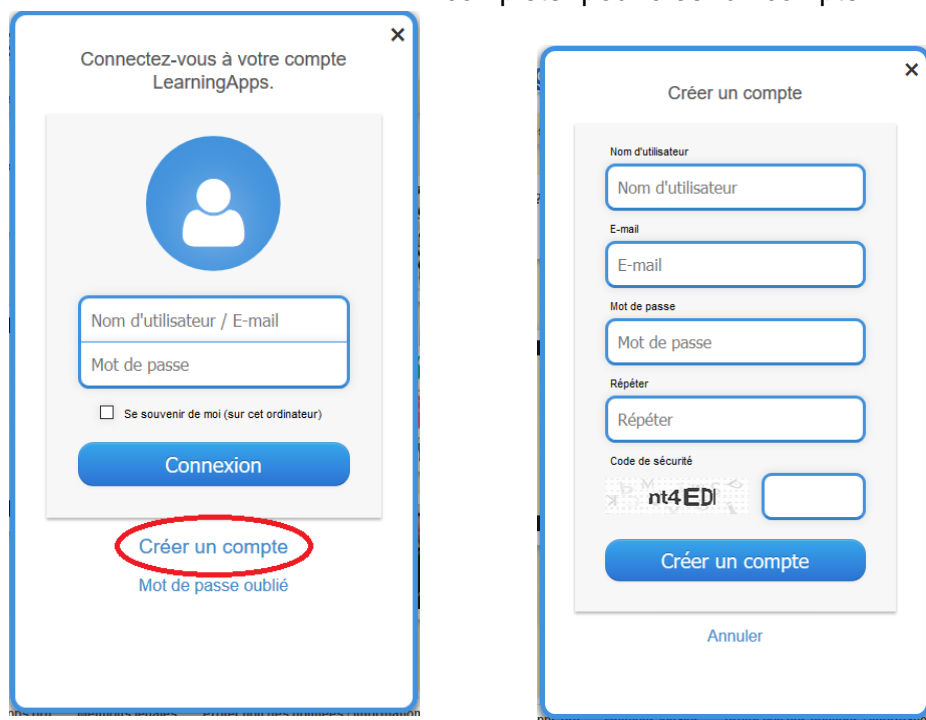 Connectez-vous à votre compte
LearningApps.
Nom d'utilisateur / E-mail
Mot de passe
Se souvenir de moi (sur cet ordinateur)
Connexion
Créer un compte
Mot de passe oublié
Créer un compte
Nom d'utilisateur
Nom d'utilisateur
E-mail
E-mail
Mot de passe
Mot de passe
Répéter
Répéter
Code de sécurité
Créer un compte
Annuler